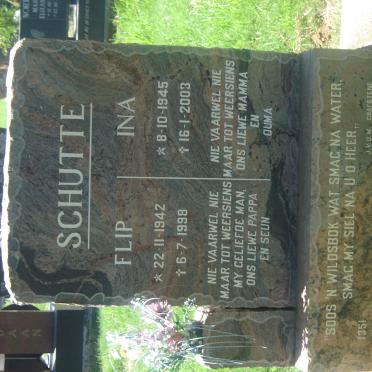 SCHUTTE
FLIP
★ 22-11-1942
✝ 6-7-1998
NIE VAARWEL NIE
MAAR TOT WEERSIENS
MY GELIEFDE MAN,
ONS LIEWE PAPPA
EN SEUN
INA
★ 8-10-1945
✝ 16-1-2003
NIE VAARWEL NIE
MAAR TOT WEERSIENS
ONS LIEWE MAMMA
EN
OUMA
SOOS 'N WILDSBOK WAT SMAG NA WATER,
SMAG MY SIEL NA U O HEER.
1951